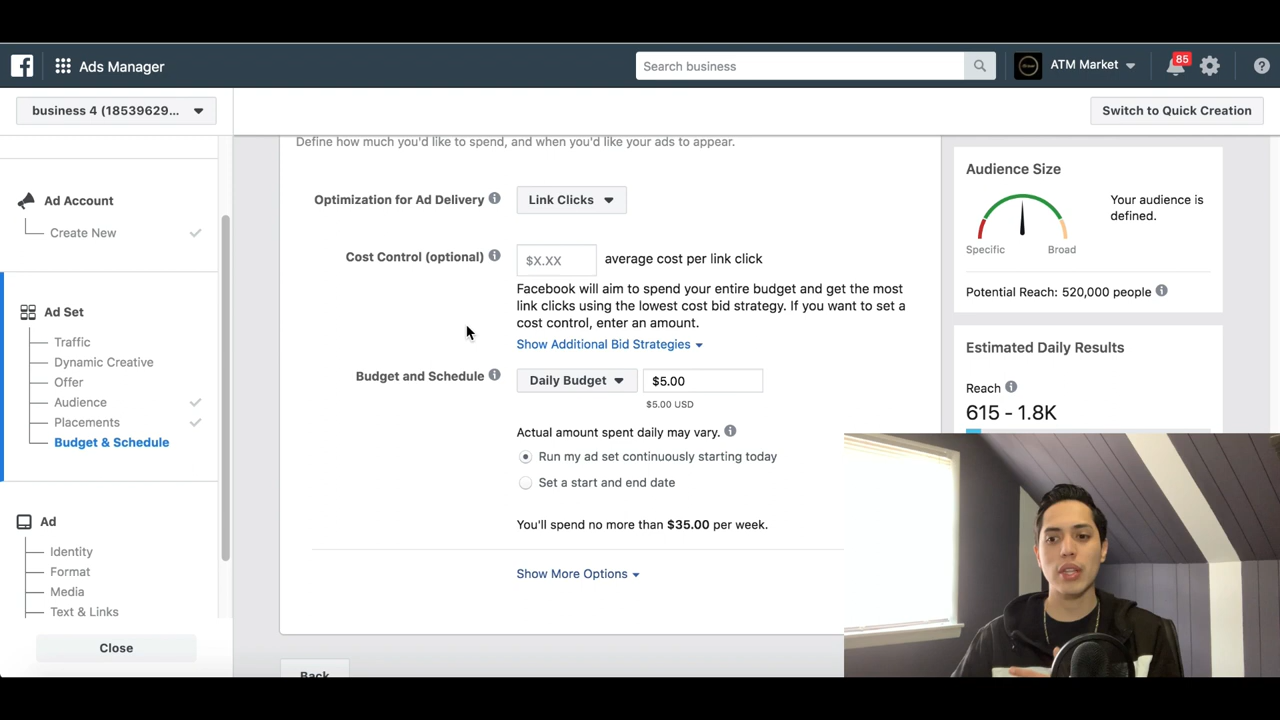 Ads Manager
Search business
ATM Market
85
business 4 (18539629...
Switch to Quick Creation
Ad Account
Create New
Ad Set
Traffic
Dynamic Creative
Offer
Audience
Placements
Budget & Schedule
Ad
Identity
Format
Media
Text & Links
Close
Define how much you'd like to spend, and when you'd like your ads to appear.
Optimization for Ad Delivery
Link Clicks
Cost Control (optional)
$X.XX
average cost per link click
Facebook will aim to spend your entire budget and get the most
link clicks using the lowest cost bid strategy. If you want to set a
cost control, enter an amount.
Show Additional Bid Strategies
Budget and Schedule
Daily Budget
$5.00
$5.00 USD
Actual amount spent daily may vary.
Run my ad set continuously starting today
Set a start and end date
You'll spend no more than $35.00 per week.
Show More Options
Back
Audience Size
Your audience is
defined.
Specific
Broad
Potential Reach: 520,000 people
Estimated Daily Results
Reach
615 - 1.8K